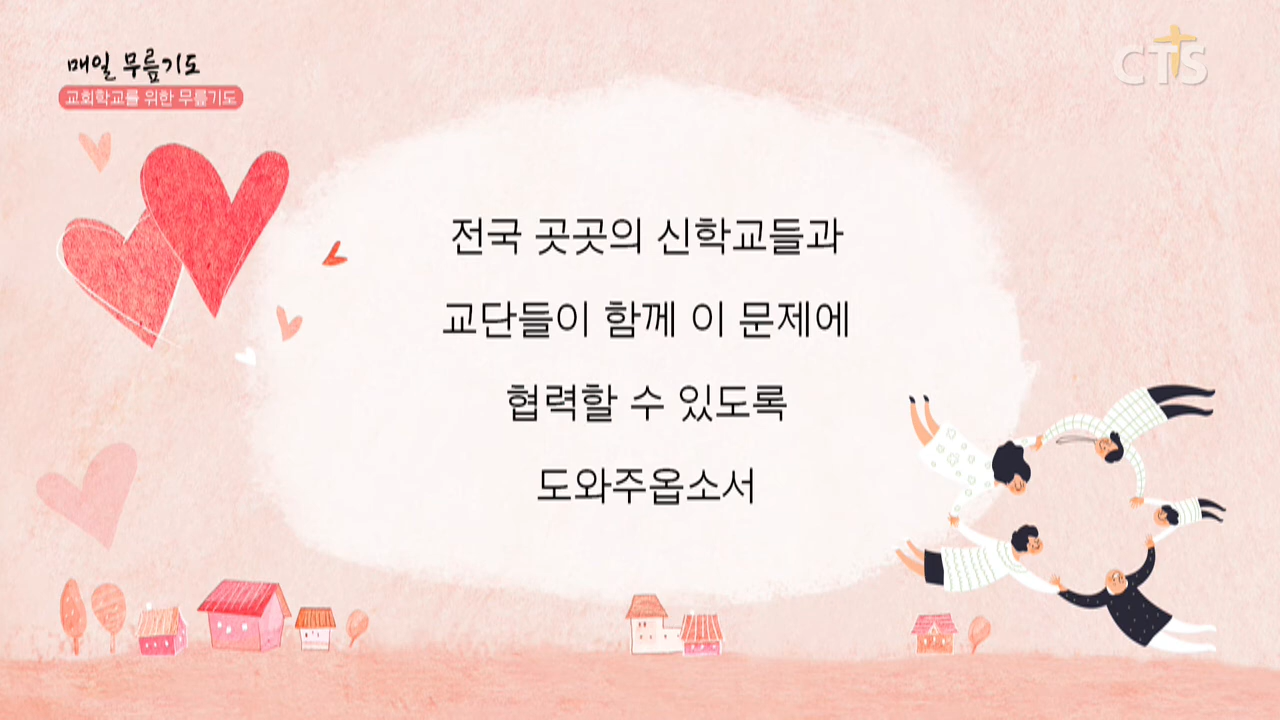 매일 무릎기도
교회학교를 위한 무릎기도
CTS
전국 곳곳의 신학교들과
교단들이 함께 이 문제에
협력할 수 있도록
도와주옵소서